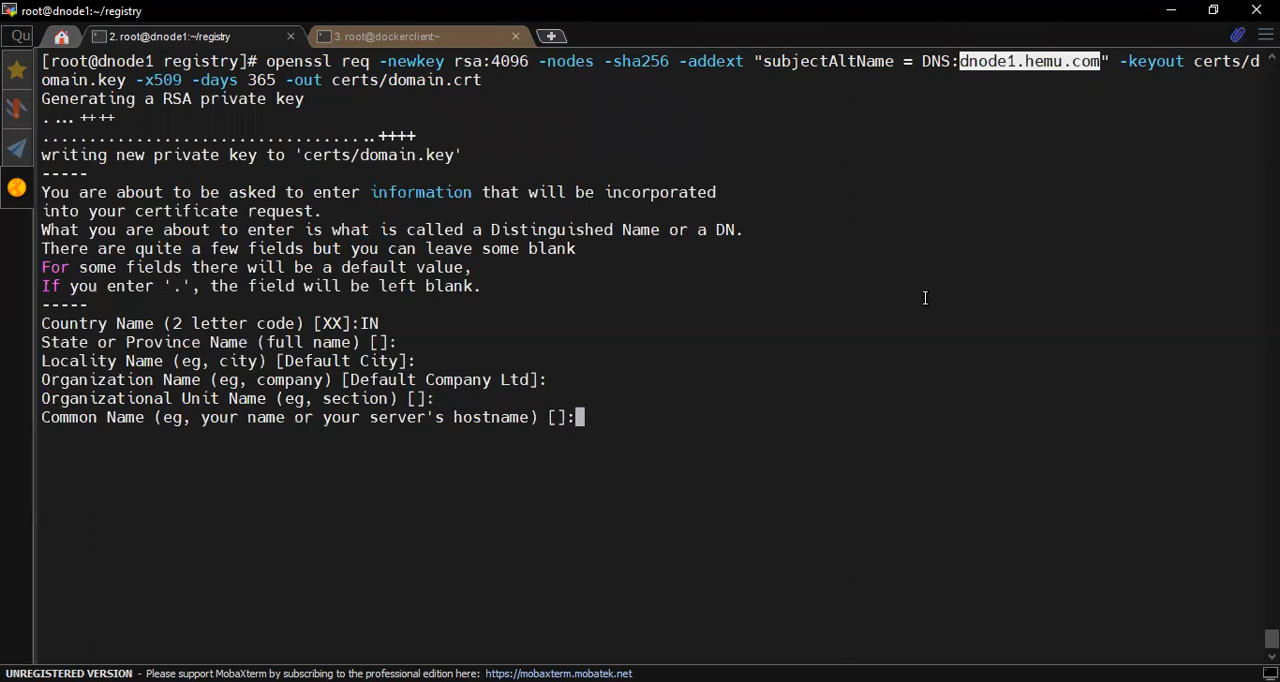 root@dnode1:~/registry
Qu
2. root@dnode1:~/registry
3. root@dockerclient~
[root@dnode1 registry]# openssl req -newkey rsa:4096 -nodes -sha256 -addext "subjectAltName = DNS:dnode1.hemu.com" -keyout certs/d
omain.key -x509 -days 365 -out certs/domain.crt
Generating a RSA private key
.....++++
.....................................++++
writing new private key to 'certs/domain.key'
-----
You are about to be asked to enter information that will be incorporated
into your certificate request.
What you are about to enter is what is called a Distinguished Name or a DN.
There are quite a few fields but you can leave some blank
For some fields there will be a default value,
If you enter '.', the field will be left blank.
-----
Country Name (2 letter code) [XX]:IN
State or Province Name (full name) []:
Locality Name (eg, city) [Default City]:
Organization Name (eg, company) [Default Company Ltd]:
Organizational Unit Name (eg, section) []:
Common Name (eg, your name or your server's hostname) []:
UNREGISTERED VERSION - Please support MobaXterm by subscribing to the professional edition here: https://mobaxterm.mobatek.net